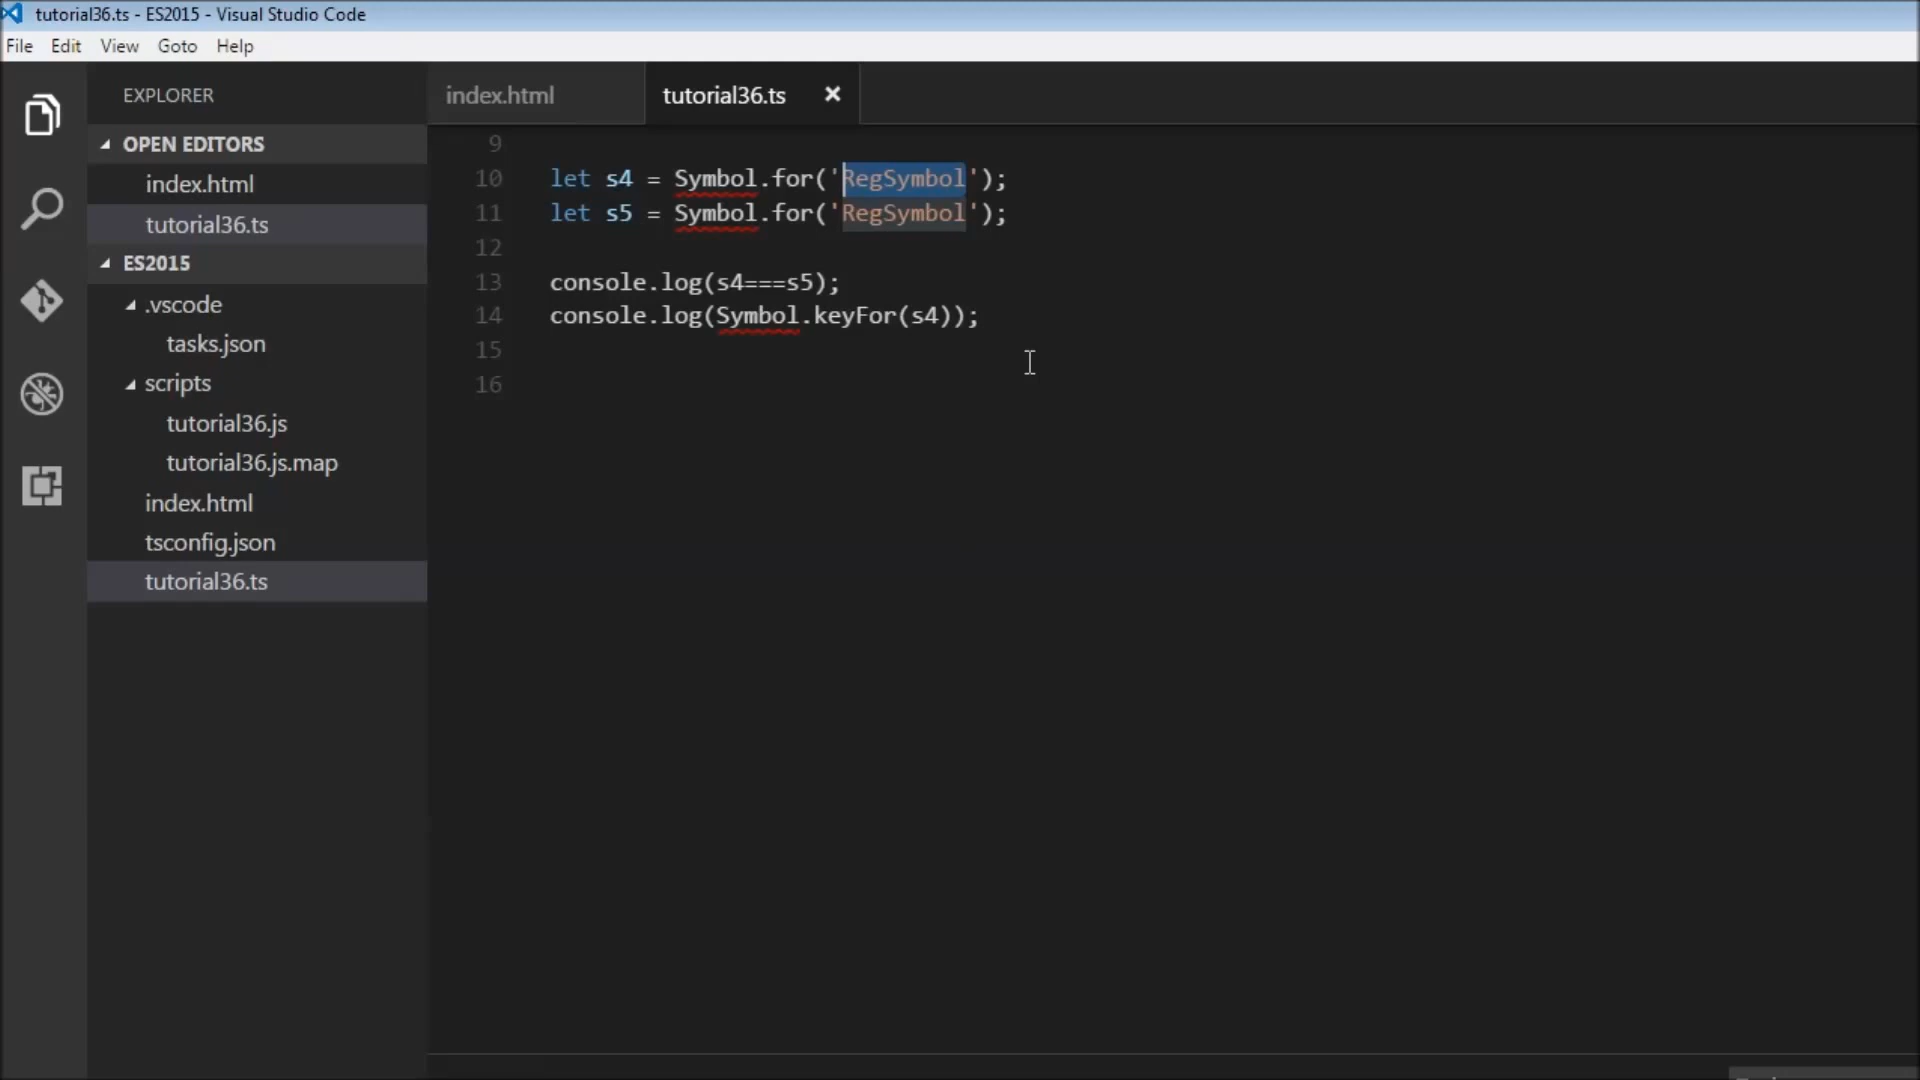 tutorial36.ts - ES2015 - Visual Studio Code
File Edit View Goto Help
EXPLORER
OPEN EDITORS
index.html
tutorial36.ts
ES2015
.vscode
tasks.json
scripts
tutorial36.js
tutorial36.js.map
index.html
tsconfig.json
tutorial36.ts
index.html tutorial36.ts
9
10 let s4 = Symbol.for('RegSymbol');
11 let s5 = Symbol.for('RegSymbol');
12
13 console.log(s4===s5);
14 console.log(Symbol.keyFor(s4));
15
16